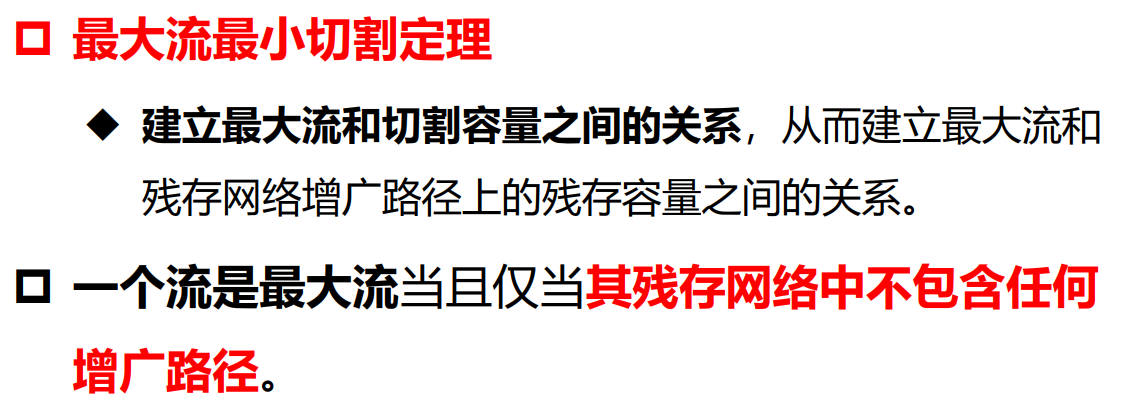 最大流最小切割定理
建立最大流和切割容量之间的关系，从而建立最大流和
残存网络增广路径上的残存容量之间的关系。
一个流是最大流当且仅当其残存网络中不包含任何
增广路径。